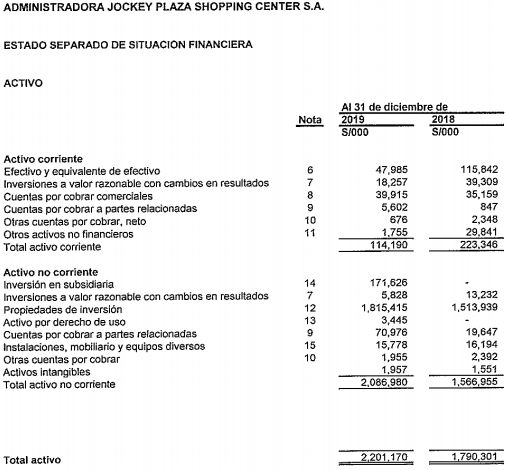 ADMINISTRADORA JOCKEY PLAZA SHOPPING CENTER S.A.
ESTADO SEPARADO DE SITUACION FINANCIERA
ACTIVO
Al 31 de diciembre de
Nota 2019 2018
S/000 S/000
Activo corriente
Efectivo y equivalente de efectivo 6 47,985 115,842
Inversiones a valor razonable con cambios en resultados 7 18,257 39,309
Cuentas por cobrar comerciales 8 39,915 35,159
Cuentas por cobrar a partes relacionadas 9 5,602 847
Otras cuentas por cobrar, neto 10 676 2,348
Otros activos no financieros 11 1,755 29,841
Total activo corriente 114,190 223,346
Activo no corriente
Inversión en subsidiaria 14 171,626 -
Inversiones a valor razonable con cambios en resultados 7 5,828 13,232
Propiedades de inversión 12 1,815,415 1,513,939
Activo por derecho de uso 13 3,445 -
Cuentas por cobrar a partes relacionadas 9 70,976 19,647
Instalaciones, mobiliario y equipos diversos 15 15,778 16,194
Otras cuentas por cobrar 10 1,955 2,392
Activos intangibles 1,957 1,551
Total activo no corriente 2,086,980 1,566,955
Total activo 2,201,170 1,790,301